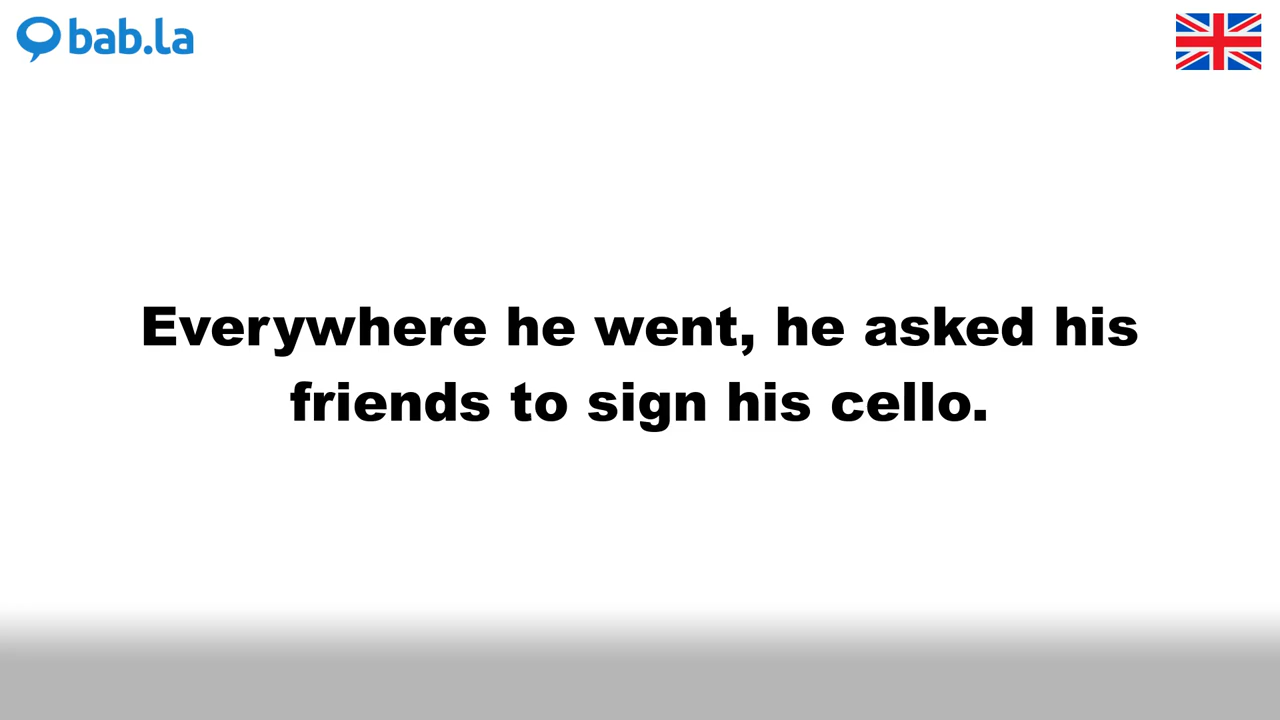 bab.la
Everywhere he went, he asked his
friends to sign his cello.